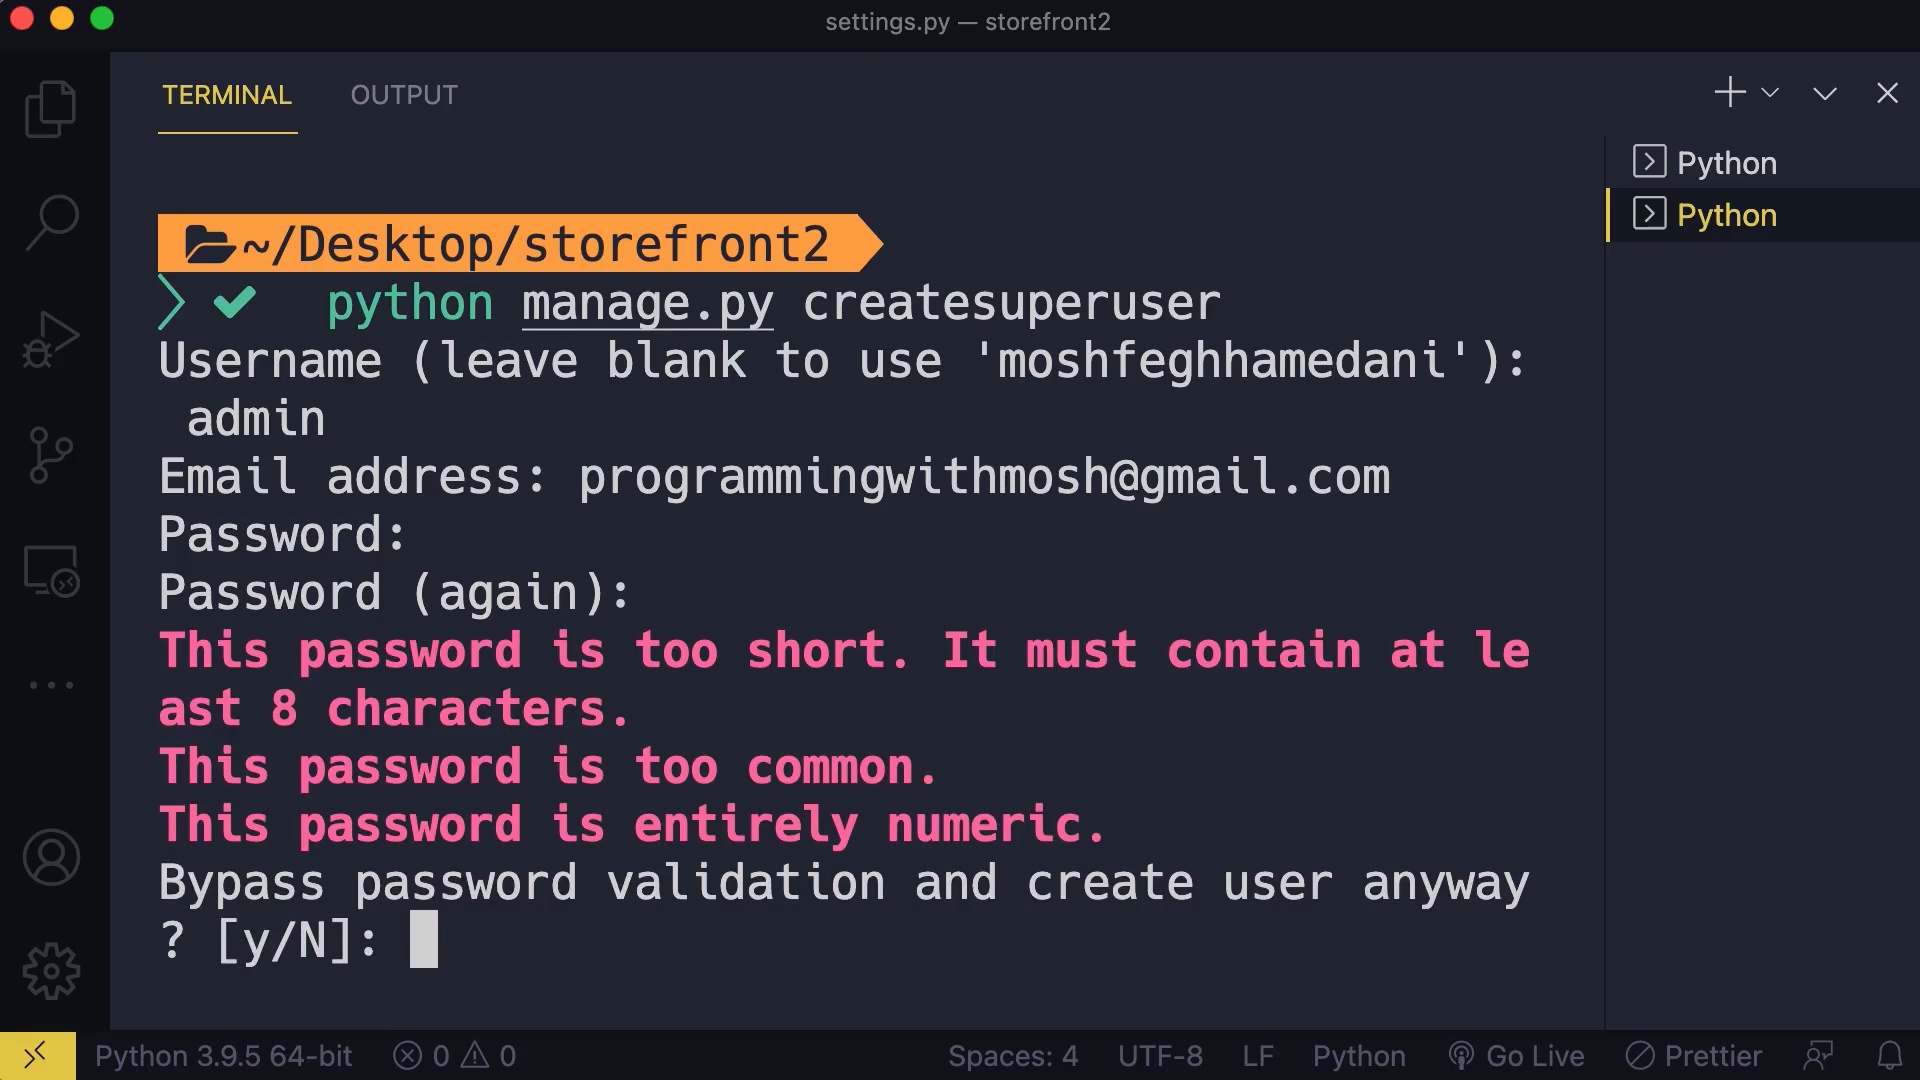 settings.py — storefront2
TERMINAL OUTPUT
Python
Python
~/Desktop/storefront2
python manage.py createsuperuser
Username (leave blank to use 'moshfeghhamedani'):
admin
Email address: programmingwithmosh@gmail.com
Password:
Password (again):
This password is too short. It must contain at le
ast 8 characters.
This password is too common.
This password is entirely numeric.
Bypass password validation and create user anyway
? [y/N]:
Python 3.9.5 64-bit 0 0 Spaces: 4 UTF-8 LF Python Go Live Prettier